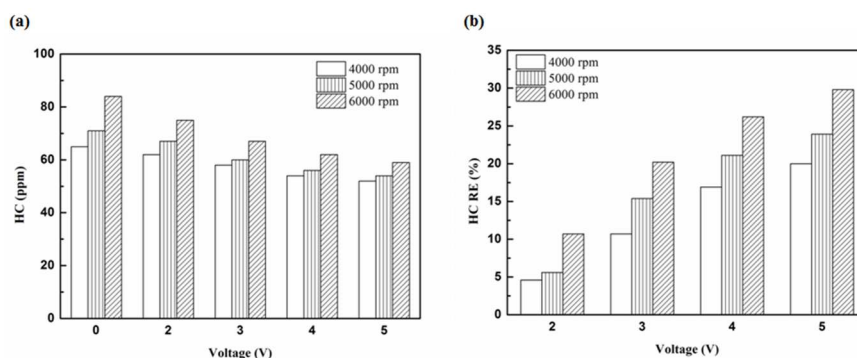 (a)
HC (ppm)
100
80
60
40
20
0
4000 rpm
5000 rpm
6000 rpm
0 2 3 4 5
Voltage (V)
(b)
HC RE (%)
35
30
25
20
15
10
5
0
4000 rpm
5000 rpm
6000 rpm
2 3 4 5
Voltage (V)